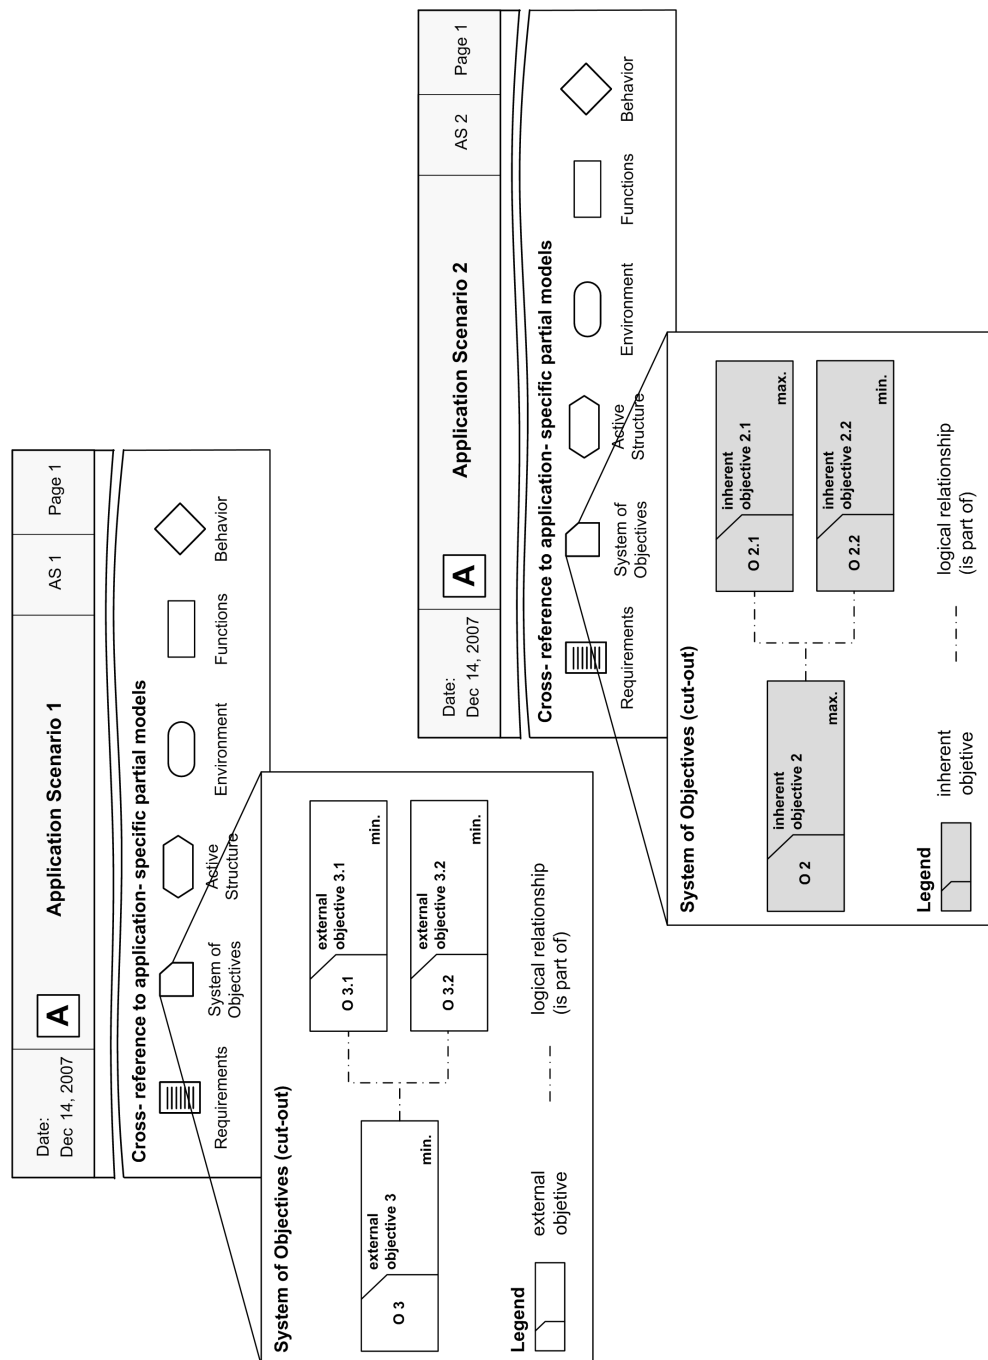 Date:
Dec 14, 2007
A
Application Scenario 1
AS 1
Page 1
Cross- reference to application- specific partial models
Requirements
System of
Objectives
Active
Structure
Environment
Functions
Behavior
System of Objectives (cut-out)
O 3
external
objective 3
min.
O 3.1
external
objective 3.1
min.
O 3.2
external
objective 3.2
min.
Legend
external
objetive
logical relationship
(is part of)
Date:
Dec 14, 2007
A
Application Scenario 2
AS 2
Page 1
Cross- reference to application- specific partial models
Requirements
System of
Objectives
Active
Structure
Environment
Functions
Behavior
System of Objectives (cut-out)
O 2
inherent
objective 2
max.
O 2.1
inherent
objective 2.1
max.
O 2.2
inherent
objective 2.2
min.
Legend
inherent
objetive
logical relationship
(is part of)